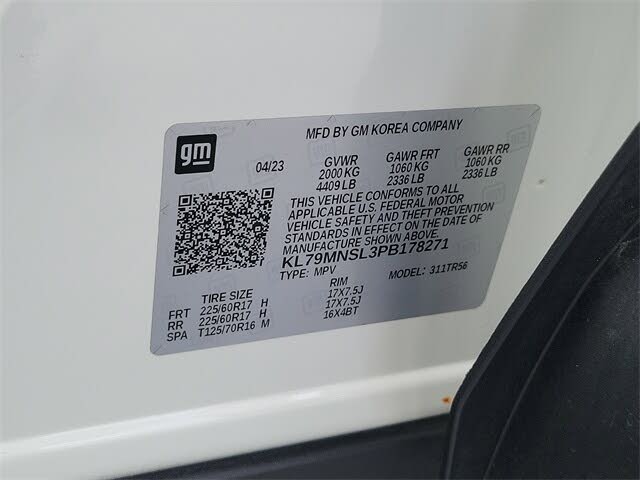 MFD BY GM KOREA COMPANY
gm
04/23 GVWR GAWR FRT GAWR RR
2000 KG 1060 KG 1060 KG
4409 LB 2336 LB 2336 LB
THIS VEHICLE CONFORMS TO ALL
APPLICABLE U.S. FEDERAL MOTOR
VEHICLE SAFETY AND THEFT PREVENTION
STANDARDS IN EFFECT ON THE DATE OF
MANUFACTURE SHOWN ABOVE.
KL79MNSL3PB178271
TYPE: MPV MODEL: 311TR56
TIRE SIZE RIM
FRT 225/60R17 H 17X7.5J
RR 225/60R17 H 17X7.5J
SPA T125/70R16 M 16X4BT